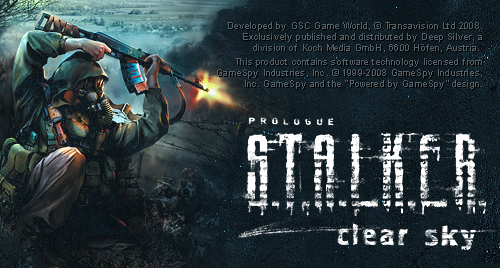 Developed by GSC Game World, © Transavision Ltd 2008,
Exclusively published and distributed by Deep Silver, a
division of Koch Media GmbH, 6600 Höfen, Austria.
This product contains software technology licensed from
GameSpy Industries, Inc. © 1999-2008 GameSpy Industries,
Inc. GameSpy and the "Powered by GameSpy" design.
PROLOGUE
S.T.A.L.K.E.R.
clear sky